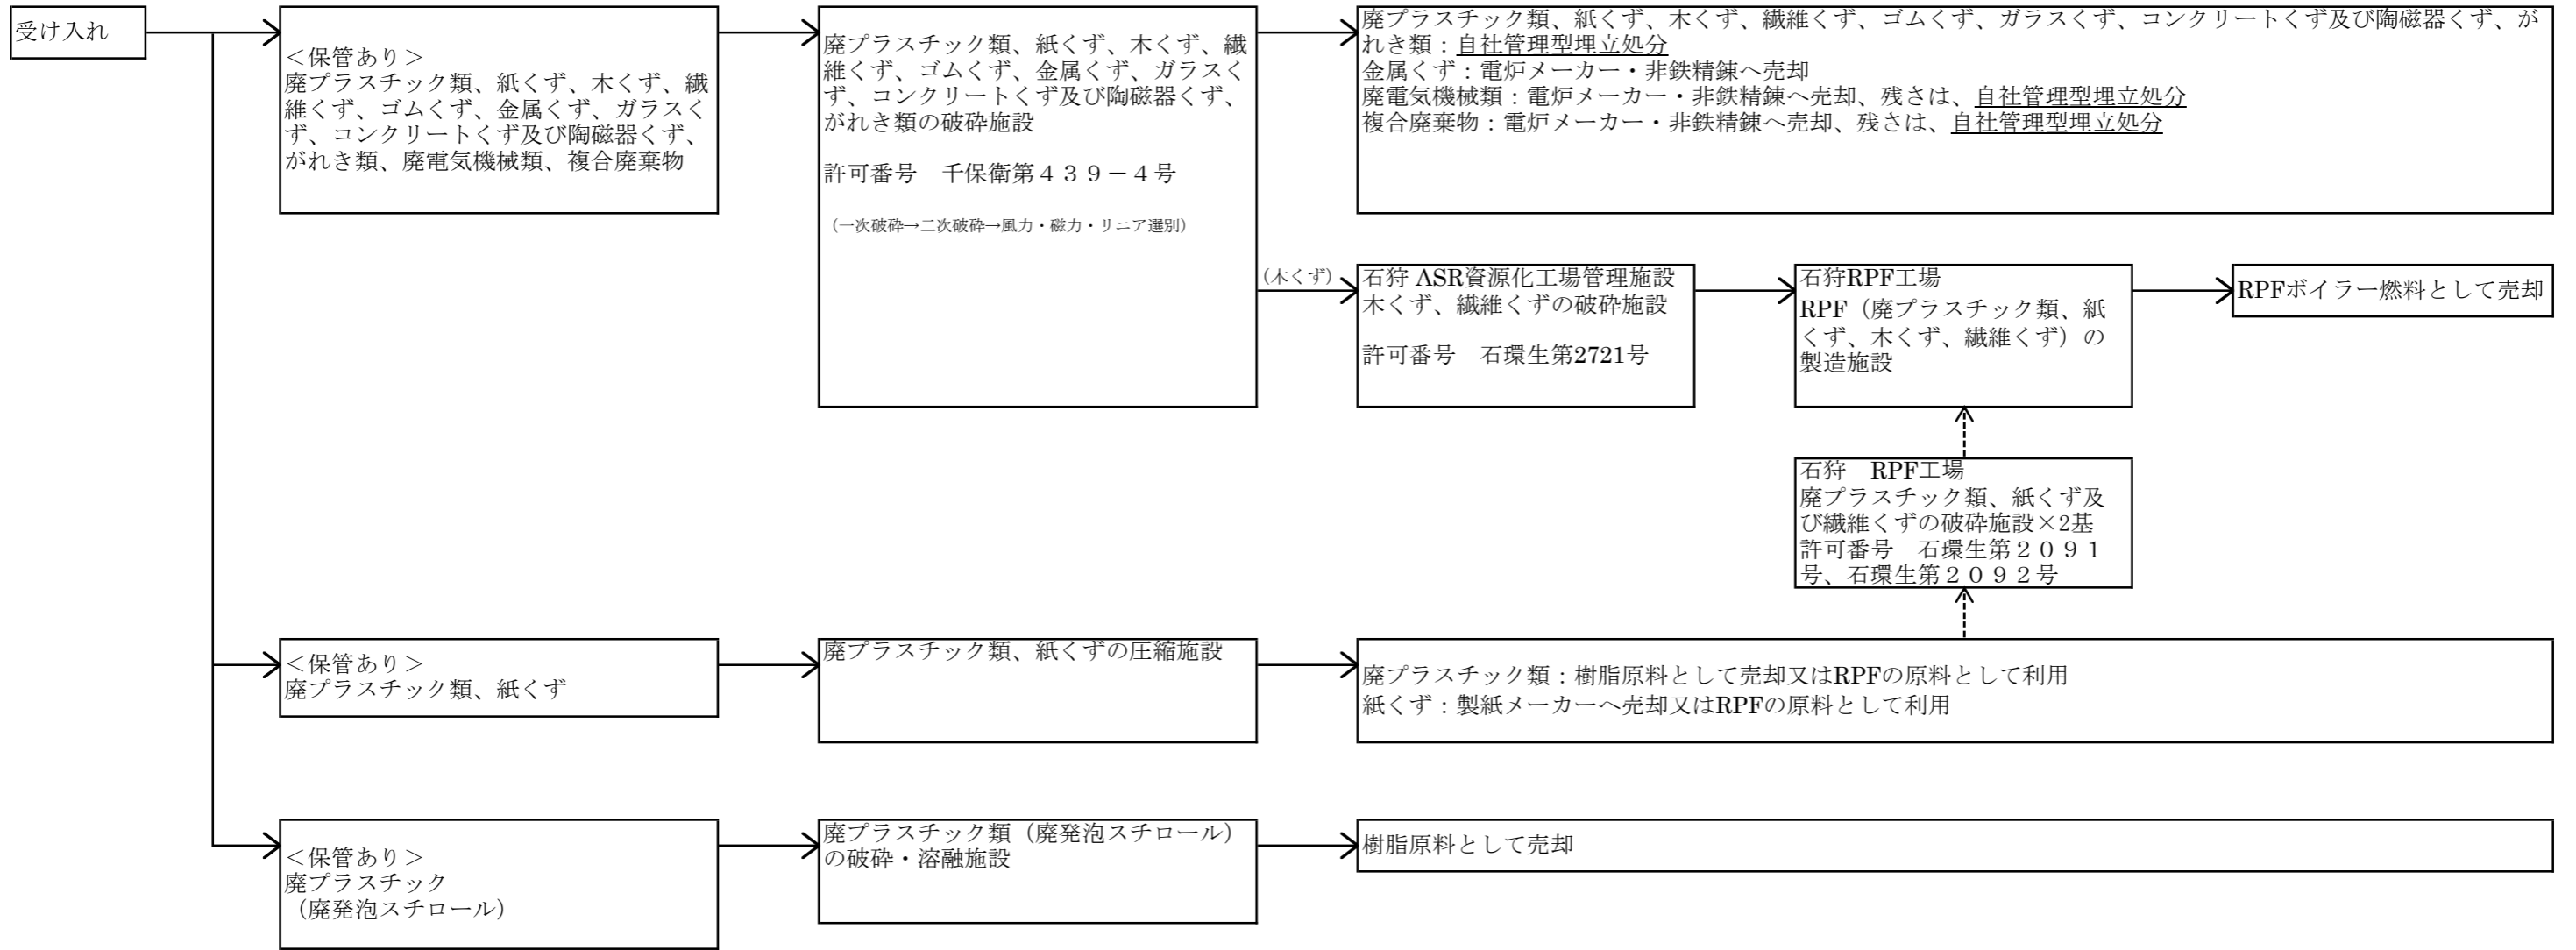 受け入れ
＜保管あり＞
廃プラスチック類、紙くず、木くず、繊
維くず、ゴムくず、金属くず、ガラスく
ず、コンクリートくず及び陶磁器くず、
がれき類、廃電気機械類、複合廃棄物
廃プラスチック類、紙くず、木くず、繊
維くず、ゴムくず、金属くず、ガラスく
ず、コンクリートくず及び陶磁器くず、
がれき類の破砕施設
許可番号　千保衛第４３９－４号
（一次破砕→二次破砕→風力・磁力・リニア選別）
廃プラスチック類、紙くず、木くず、繊維くず、ゴムくず、ガラスくず、コンクリートくず及び陶磁器くず、が
れき類：自社管理型埋立処分
金属くず：電炉メーカー・非鉄精錬へ売却
廃電気機械類：電炉メーカー・非鉄精錬へ売却、残さは、自社管理型埋立処分
複合廃棄物：電炉メーカー・非鉄精錬へ売却、残さは、自社管理型埋立処分
（木くず）
石狩 ASR資源化工場管理施設
木くず、繊維くずの破砕施設
許可番号　石環生第2721号
石狩RPF工場
RPF（廃プラスチック類、紙
くず、木くず、繊維くず）の
製造施設
RPFボイラー燃料として売却
石狩　RPF工場
廃プラスチック類、紙くず及
び繊維くずの破砕施設×2基
許可番号　石環生第２０９１
号、石環生第２０９２号
＜保管あり＞
廃プラスチック類、紙くず
廃プラスチック類、紙くずの圧縮施設
廃プラスチック類：樹脂原料として売却又はRPFの原料として利用
紙くず：製紙メーカーへ売却又はRPFの原料として利用
＜保管あり＞
廃プラスチック
（廃発泡スチロール）
廃プラスチック類（廃発泡スチロール）
の破砕・溶融施設
樹脂原料として売却